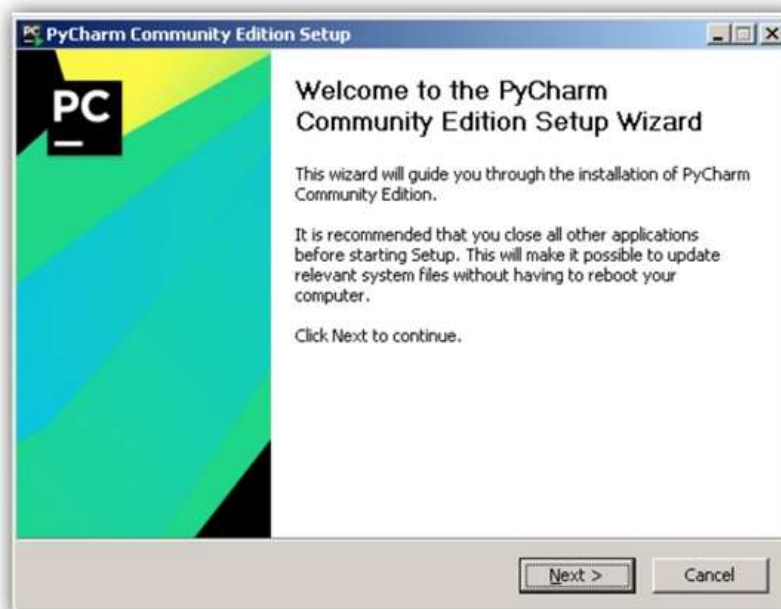 PyCharm Community Edition Setup
PC
Welcome to the PyCharm
Community Edition Setup Wizard
This wizard will guide you through the installation of PyCharm
Community Edition.
It is recommended that you close all other applications
before starting Setup. This will make it possible to update
relevant system files without having to reboot your
computer.
Click Next to continue.
Next >
Cancel